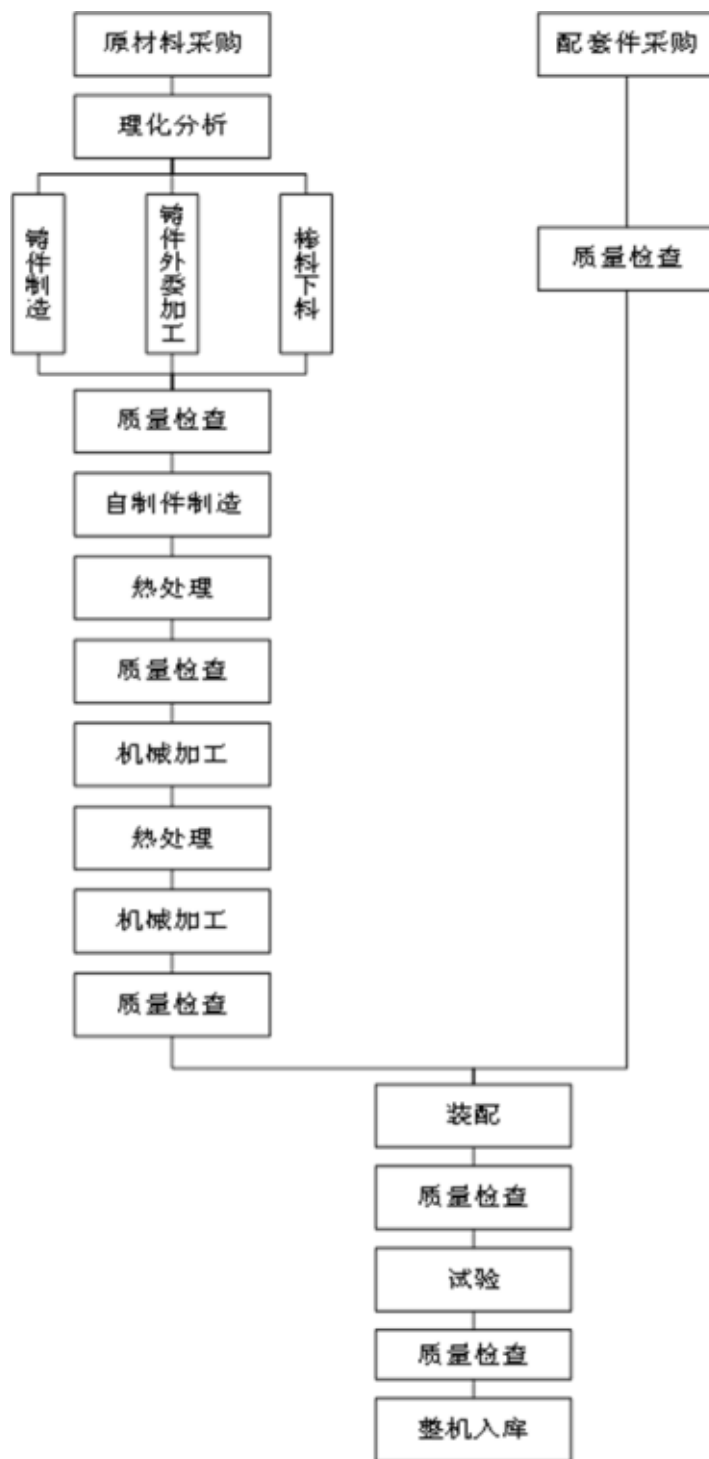 原材料采购
配套件采购
理化分析
铸件制造
铸件外委加工
棒料下料
质量检查
质量检查
自制件制造
热处理
质量检查
机械加工
热处理
机械加工
质量检查
装配
质量检查
试验
质量检查
整机入库